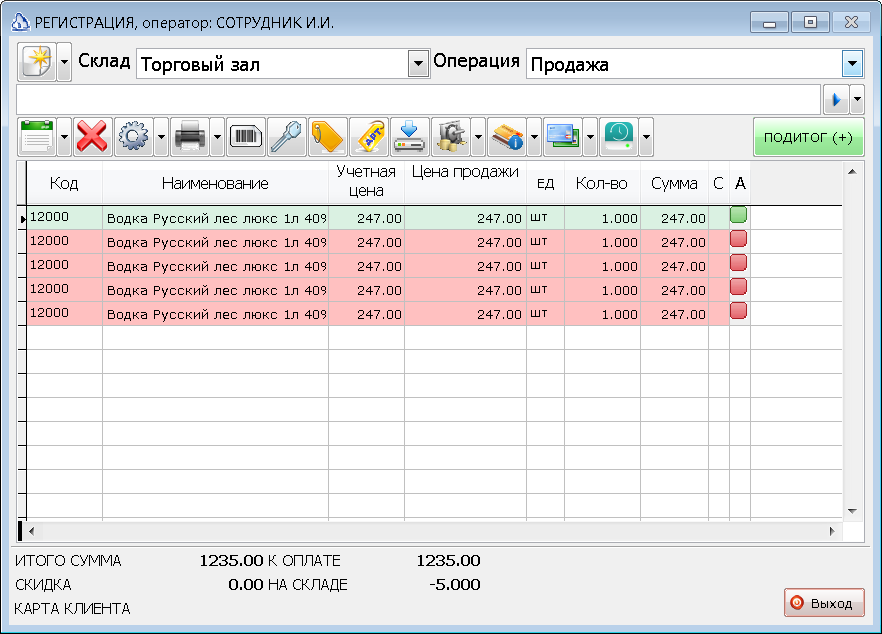 РЕГИСТРАЦИЯ, оператор: СОТРУДНИК И.И.
Склад Торговый зал Операция Продажа
ПОДИТОГ (+)
Код Наименование Учетная цена Цена продажи ед Кол-во Сумма С А
12000 Водка Русский лес люкс 1л 409 247.00 247.00 шт 1.000 247.00
12000 Водка Русский лес люкс 1л 409 247.00 247.00 шт 1.000 247.00
12000 Водка Русский лес люкс 1л 409 247.00 247.00 шт 1.000 247.00
12000 Водка Русский лес люкс 1л 409 247.00 247.00 шт 1.000 247.00
12000 Водка Русский лес люкс 1л 409 247.00 247.00 шт 1.000 247.00
ИТОГО СУММА 1235.00 К ОПЛАТЕ 1235.00
СКИДКА 0.00 НА СКЛАДЕ -5.000
КАРТА КЛИЕНТА
Выход